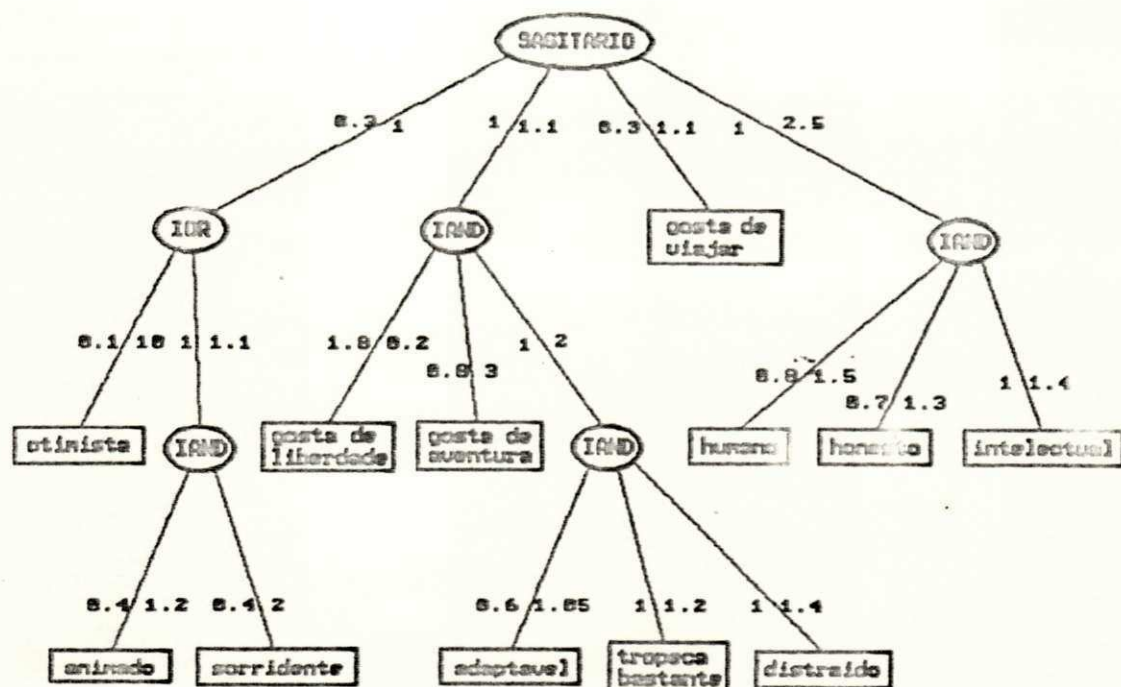 SAGITARIO
0.3 1
1 1.1
0.3 1.1
1 2.5
IOR
IAND
gosta de
viajar
IAND
0.1 10
1 1.1
1.8 0.2
0.8 3
1 2
0.8 1.5
0.7 1.3
1 1.4
otimista
IAND
gosta de
liberdade
gosta de
aventura
IAND
humano
honesto
intelectual
0.4 1.2
0.4 2
0.6 1.05
1 1.2
1 1.4
animado
sorridente
adaptavel
tropeca
bastante
distraido